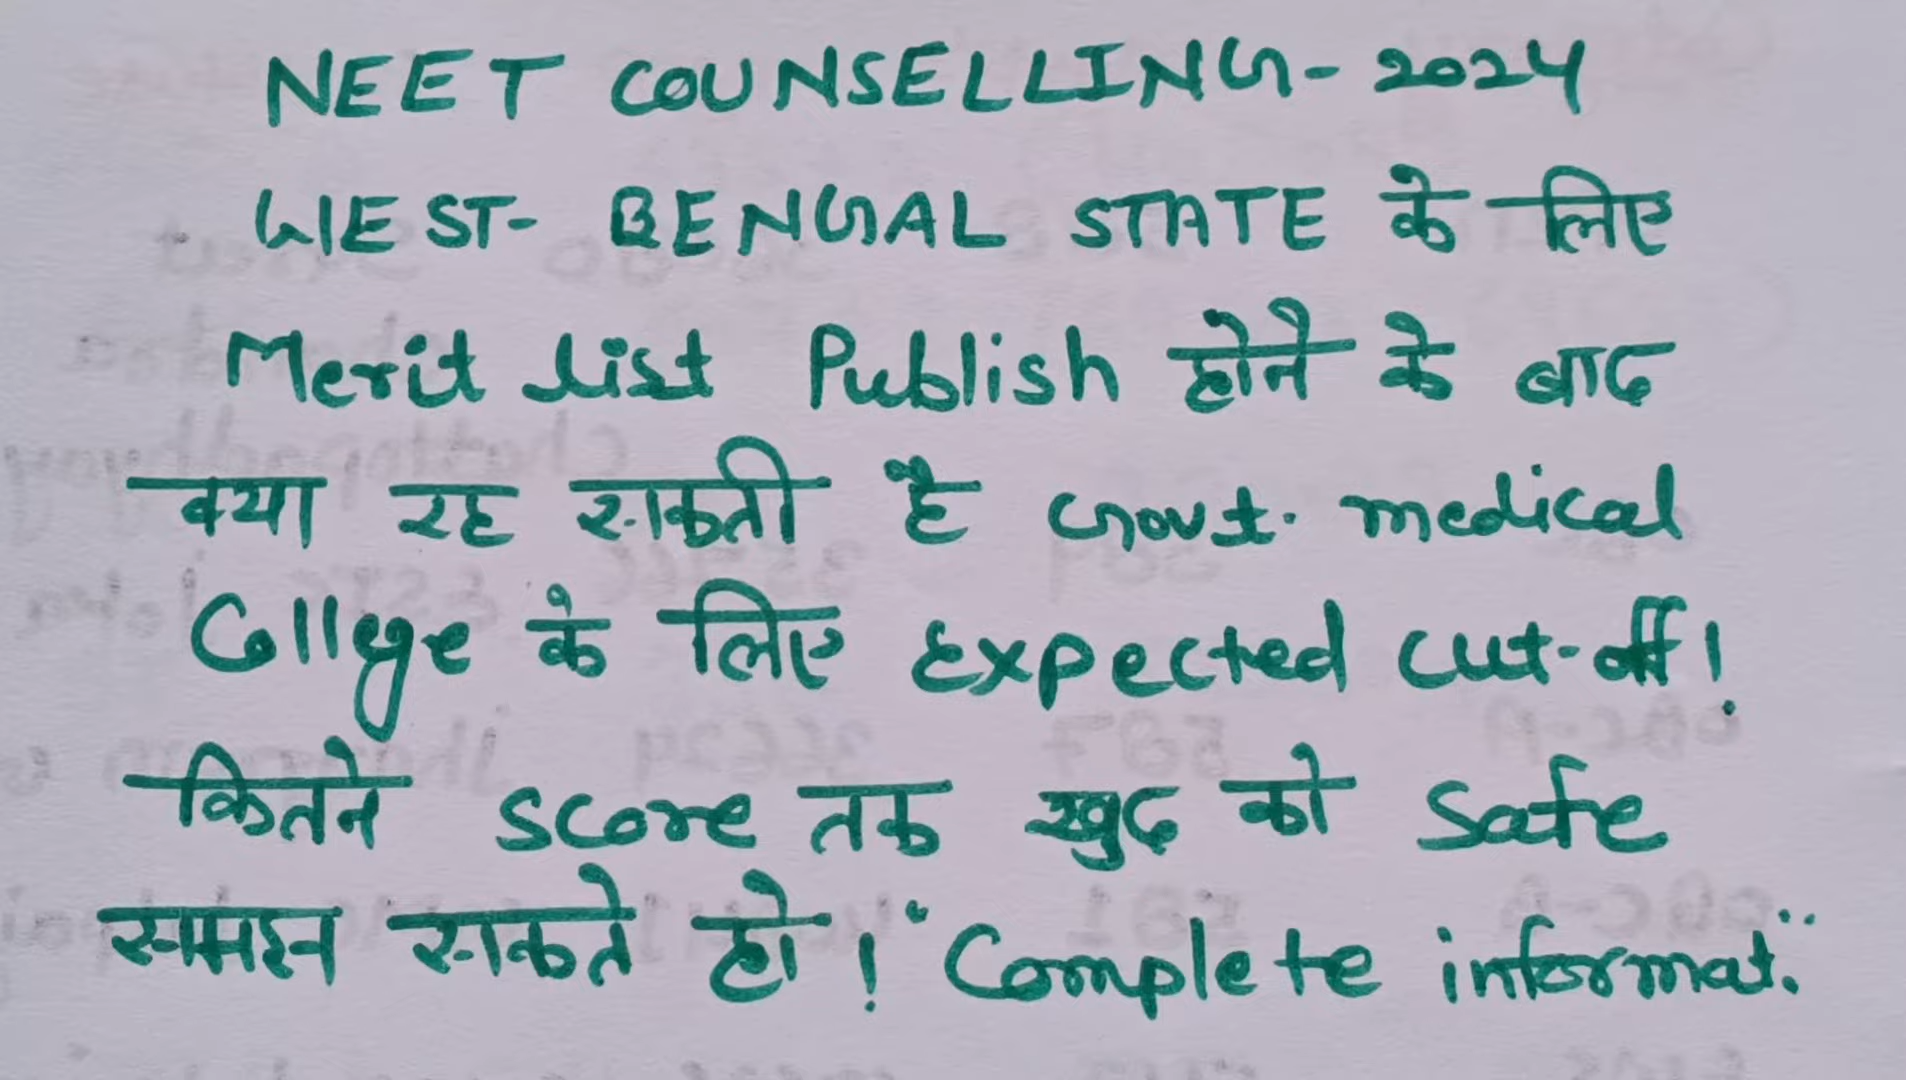 NEET COUNSELLING-2024
WEST- BENGAL STATE के लिए
Merit list Publish होने के बाद
क्या रह सकती है Govt. medical
Collge के लिए Expected cut-off!
कितने score तक खुद को safe
समझ सकते हो! "Complete informat."